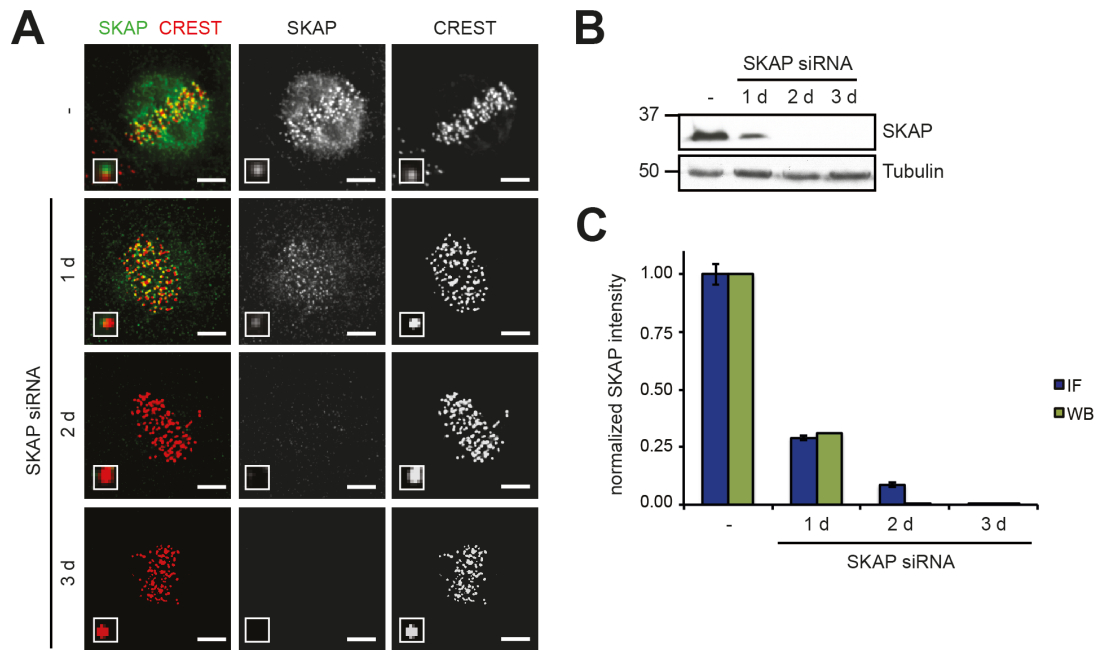 A
SKAP CREST
SKAP
CREST
-
SKAP siRNA
1 d
2 d
3 d
B
SKAP siRNA
- 1 d 2 d 3 d
37
SKAP
50
Tubulin
C
normalized SKAP intensity
1.00
0.75
0.50
0.25
0.00
IF
WB
- 1 d 2 d 3 d
SKAP siRNA